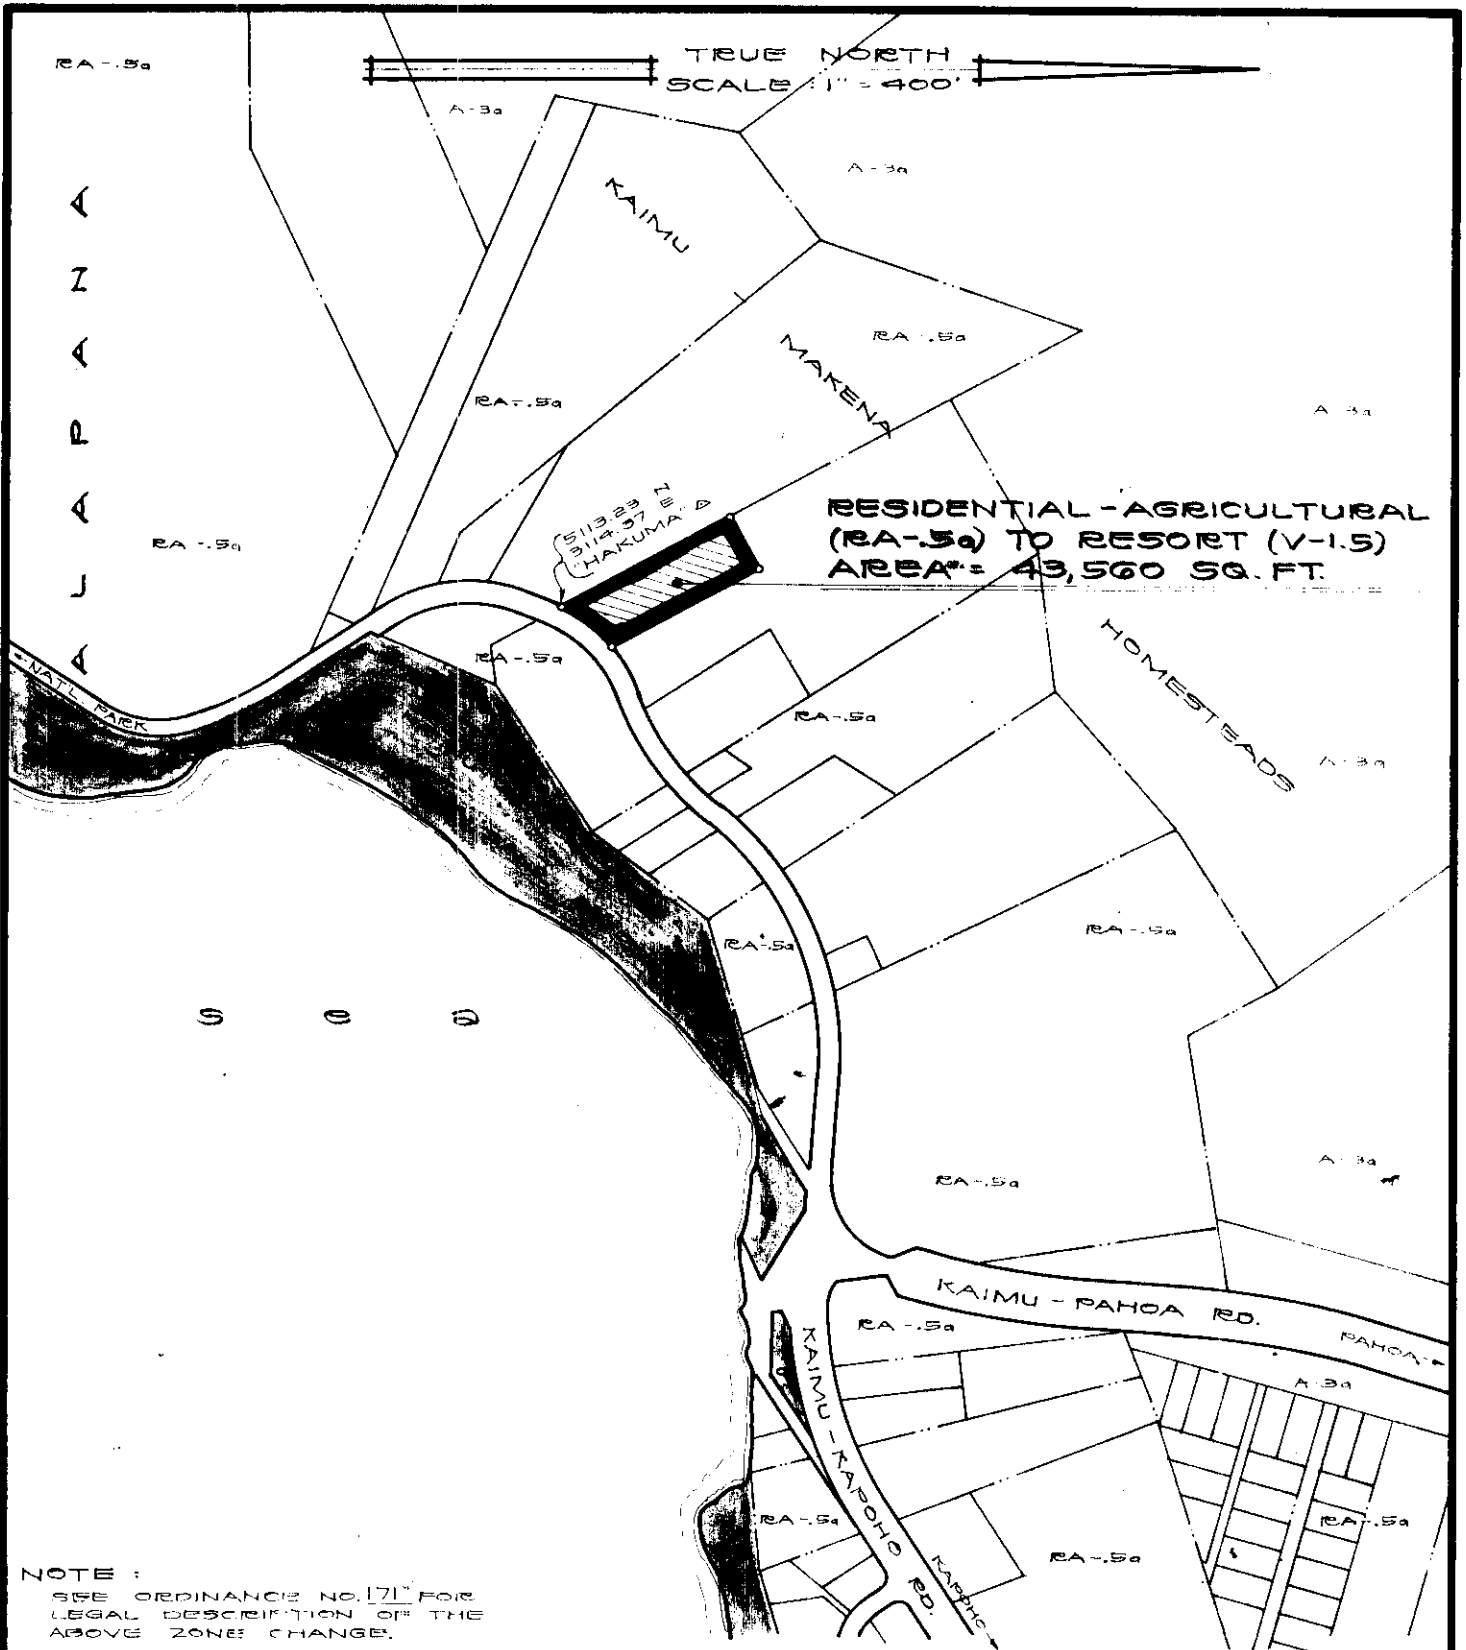 TRUE NORTH
SCALE : 1" = 400'
RA-.5a
A-3a
A-3a
KALAPANA
KAIMU
RA-.5a
MAKENA
RA-.5a
A-3a
5113.23 N
3114.97 E
"HAKUMA" Δ
RESIDENTIAL-AGRICULTURAL
(RA-.5a) TO RESORT (V-1.5)
AREA = 43,560 SQ. FT.
RA-.5a
RA-.5a
HOMESTEADS
NAT'L PARK
RA-.5a
A-3a
RA-.5a
RA-.5a
Sea
A-3a
RA-.5a
KAIMU-PAHOA RD.
PAHOA
RA-.5a
KAIMU-KAPOHO RD.
A-3a
RA-.5a
RA-.5a
RA-.5a
KAPOHO
NOTE :
SEE ORDINANCE NO. 171 FOR
LEGAL DESCRIPTION OF THE
ABOVE ZONE CHANGE.